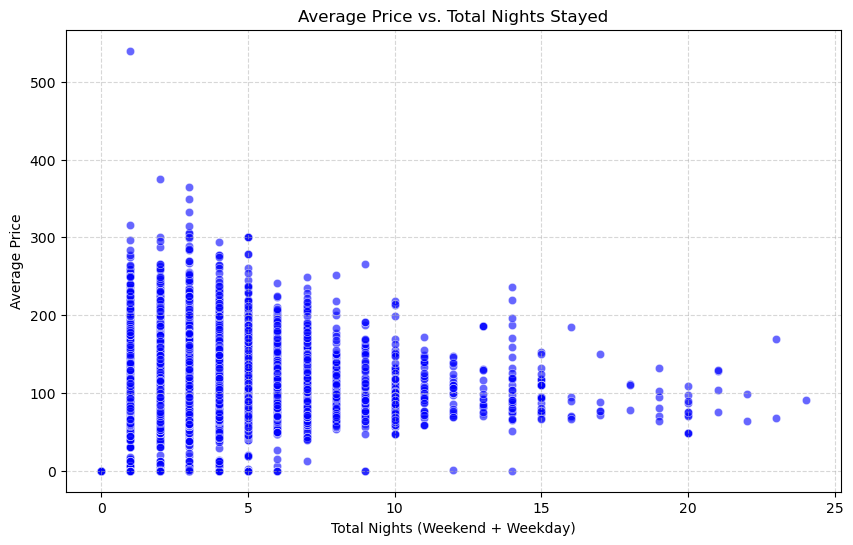 Average Price vs. Total Nights Stayed
Average Price
500
400
300
200
100
0
0 5 10 15 20 25
Total Nights (Weekend + Weekday)